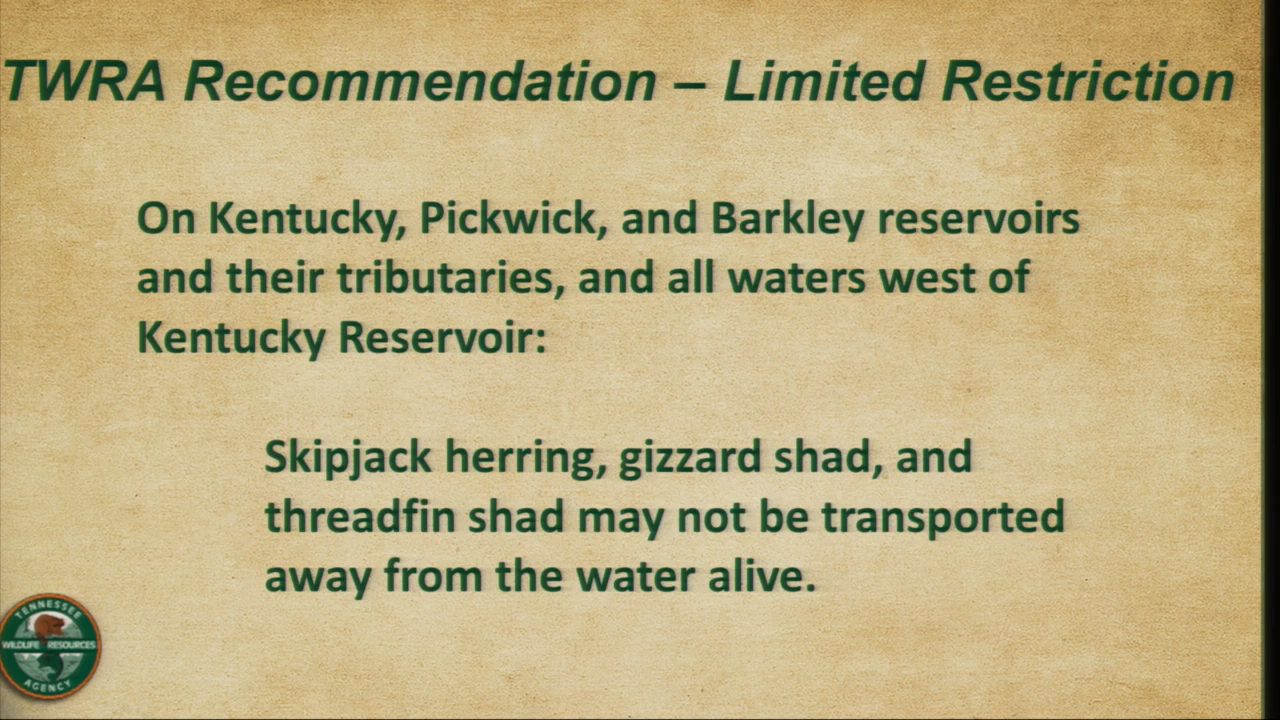 TWRA Recommendation – Limited Restriction
On Kentucky, Pickwick, and Barkley reservoirs
and their tributaries, and all waters west of
Kentucky Reservoir:
Skipjack herring, gizzard shad, and
threadfin shad may not be transported
away from the water alive.
TENNESSEE
WILDLIFE RESOURCES
AGENCY